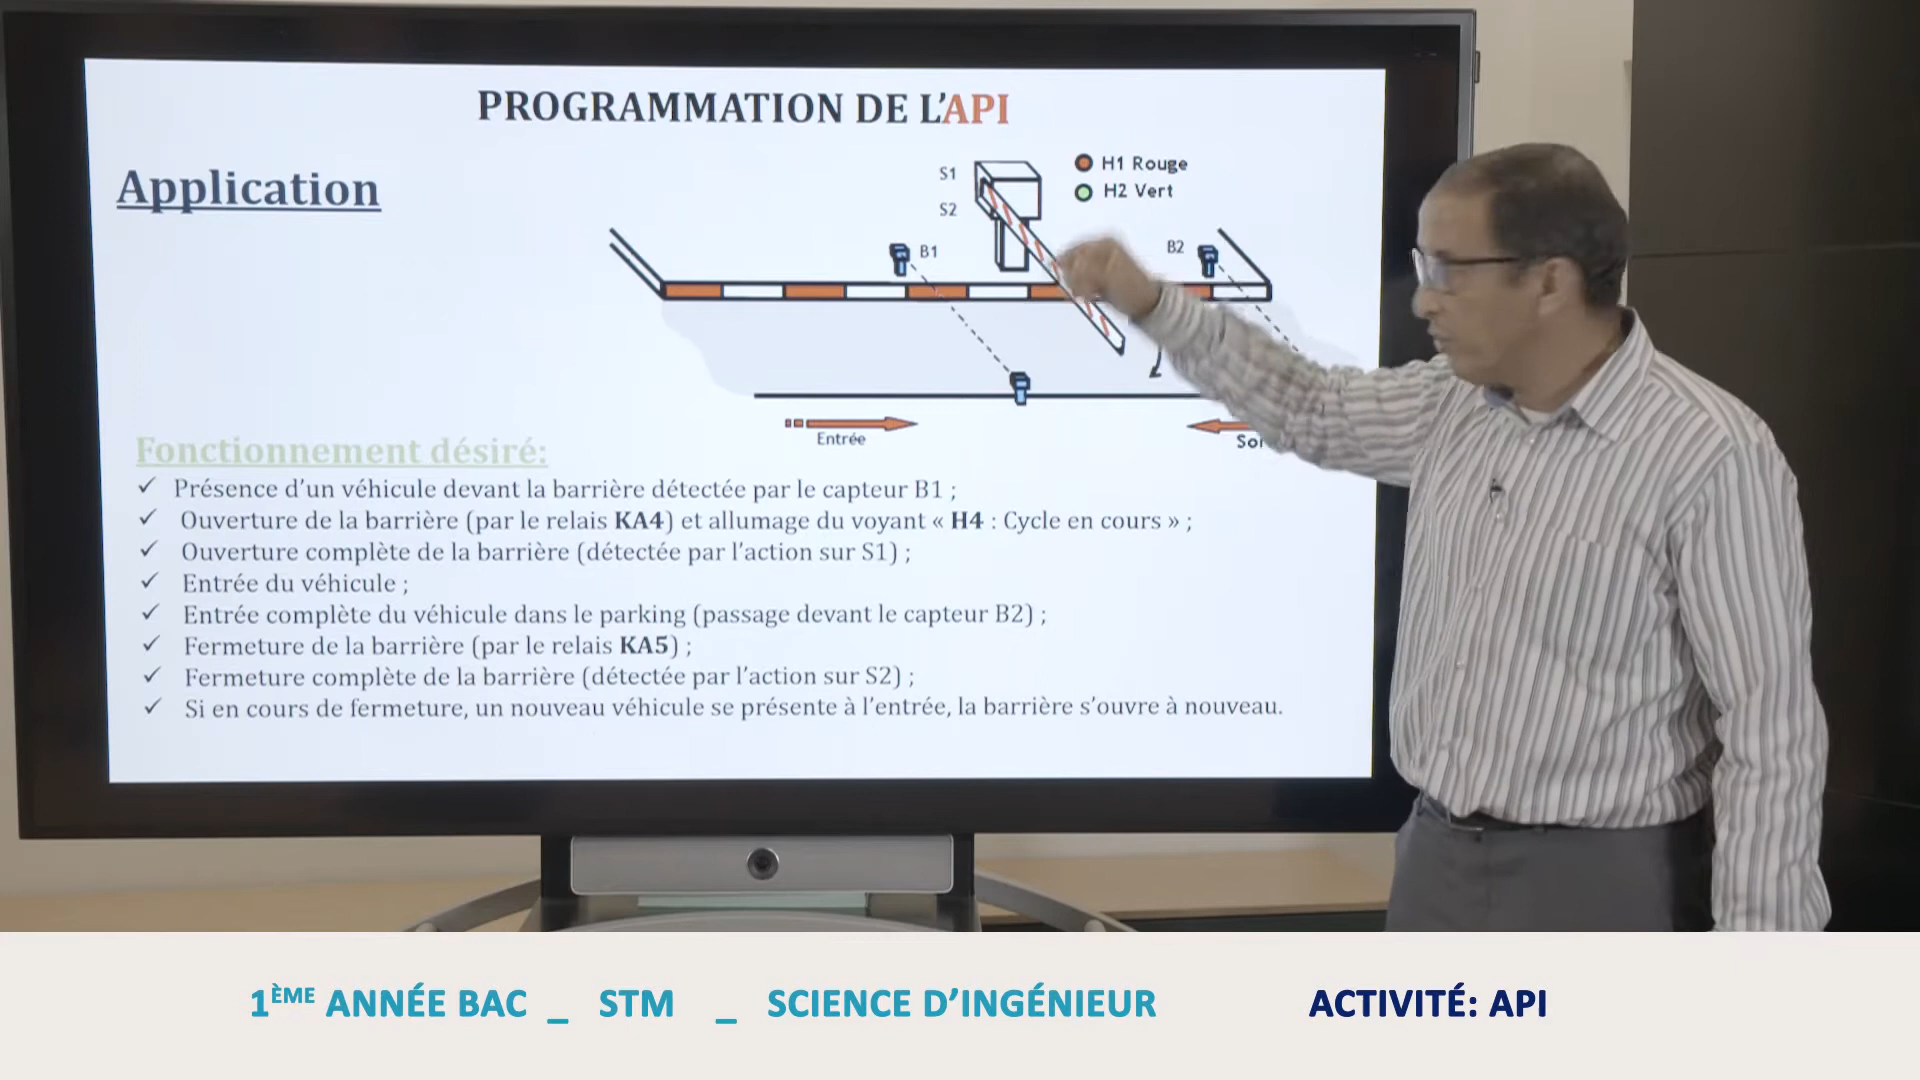 PROGRAMMATION DE L'API
Application
S1
S2
H1 Rouge
H2 Vert
B1
B2
Entrée
Fonctionnement désiré:
✓ Présence d'un véhicule devant la barrière détectée par le capteur B1 ;
✓ Ouverture de la barrière (par le relais KA4) et allumage du voyant « H4 : Cycle en cours » ;
✓ Ouverture complète de la barrière (détectée par l'action sur S1) ;
✓ Entrée du véhicule ;
✓ Entrée complète du véhicule dans le parking (passage devant le capteur B2) ;
✓ Fermeture de la barrière (par le relais KA5) ;
✓ Fermeture complète de la barrière (détectée par l'action sur S2) ;
✓ Si en cours de fermeture, un nouveau véhicule se présente à l'entrée, la barrière s'ouvre à nouveau.
1ÈME ANNÉE BAC _ STM _ SCIENCE D'INGÉNIEUR ACTIVITÉ: API